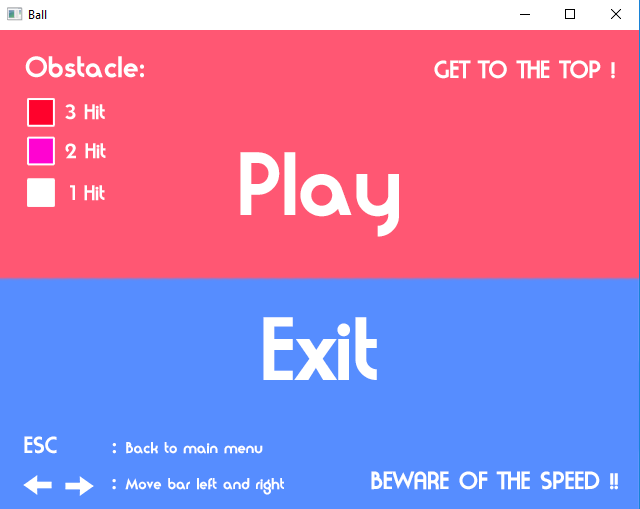 Ball
Obstacle:
GET TO THE TOP !
3 Hit
2 Hit
1 Hit
Play
Exit
ESC : Back to main menu
: Move bar left and right
BEWARE OF THE SPEED !!